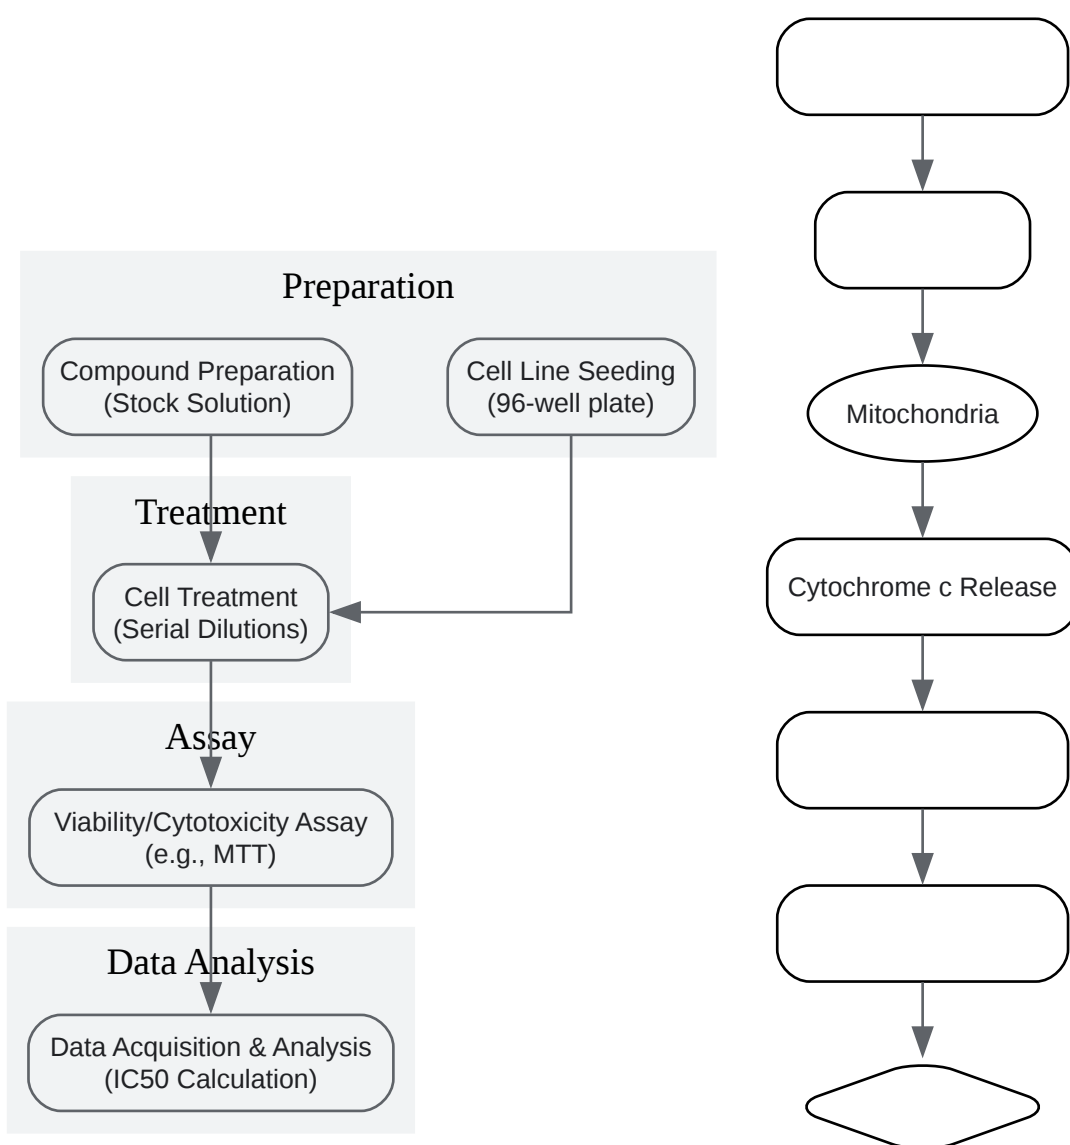 Preparation
Compound Preparation
(Stock Solution)
Cell Line Seeding
(96-well plate)
Treatment
Cell Treatment
(Serial Dilutions)
Assay
Viability/Cytotoxicity Assay
(e.g., MTT)
Data Analysis
Data Acquisition & Analysis
(IC50 Calculation)
Mitochondria
Cytochrome c Release